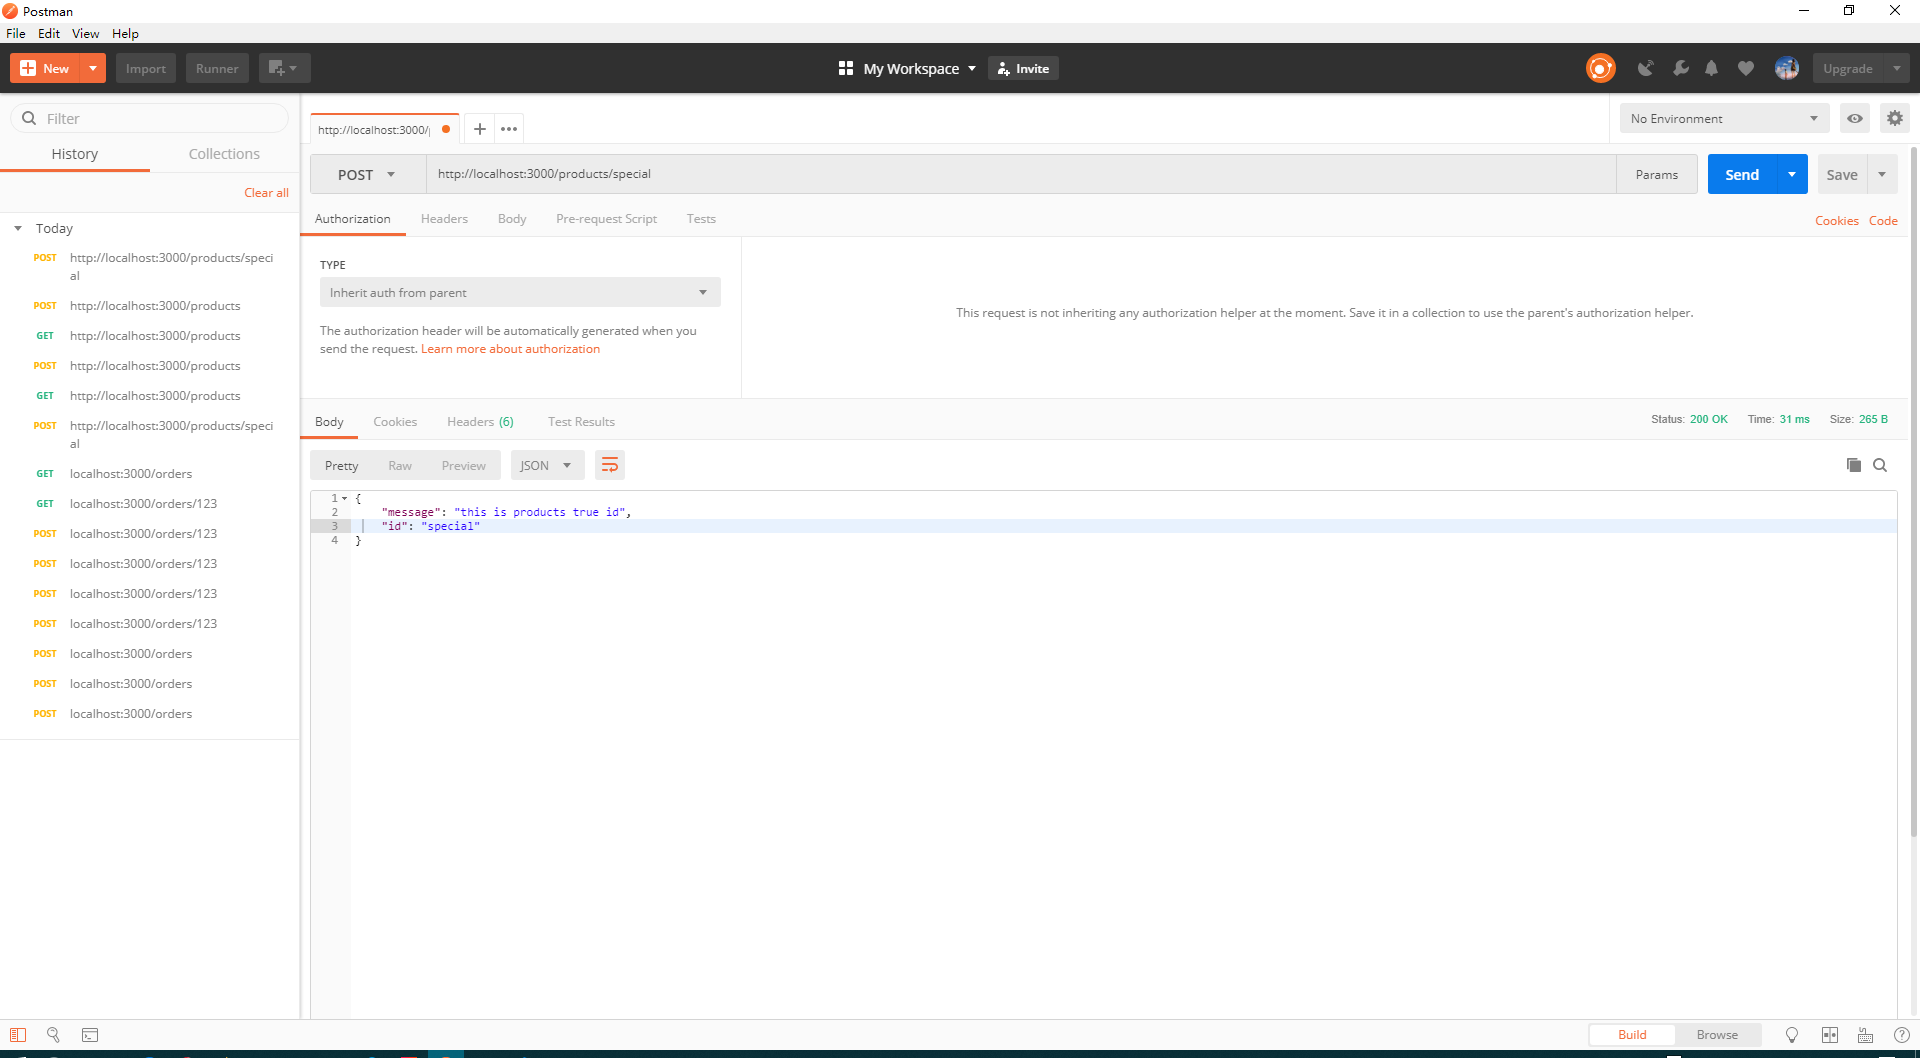 Postman
File Edit View Help
New Import Runner My Workspace Invite Upgrade
Filter
History Collections
Clear all
Today
POST http://localhost:3000/products/speci
al
POST http://localhost:3000/products
GET http://localhost:3000/products
POST http://localhost:3000/products
GET http://localhost:3000/products
POST http://localhost:3000/products/speci
al
GET localhost:3000/orders
GET localhost:3000/orders/123
POST localhost:3000/orders/123
POST localhost:3000/orders/123
POST localhost:3000/orders/123
POST localhost:3000/orders/123
POST localhost:3000/orders
POST localhost:3000/orders
POST localhost:3000/orders
http://localhost:3000/ No Environment
POST http://localhost:3000/products/special Params Send Save
Authorization Headers Body Pre-request Script Tests Cookies Code
TYPE
Inherit auth from parent
The authorization header will be automatically generated when you
send the request. Learn more about authorization
This request is not inheriting any authorization helper at the moment. Save it in a collection to use the parent's authorization helper.
Body Cookies Headers (6) Test Results Status: 200 OK Time: 31 ms Size: 265 B
Pretty Raw Preview JSON
1 {
2 "message": "this is products true id",
3 "id": "special"
4 }
Build Browse